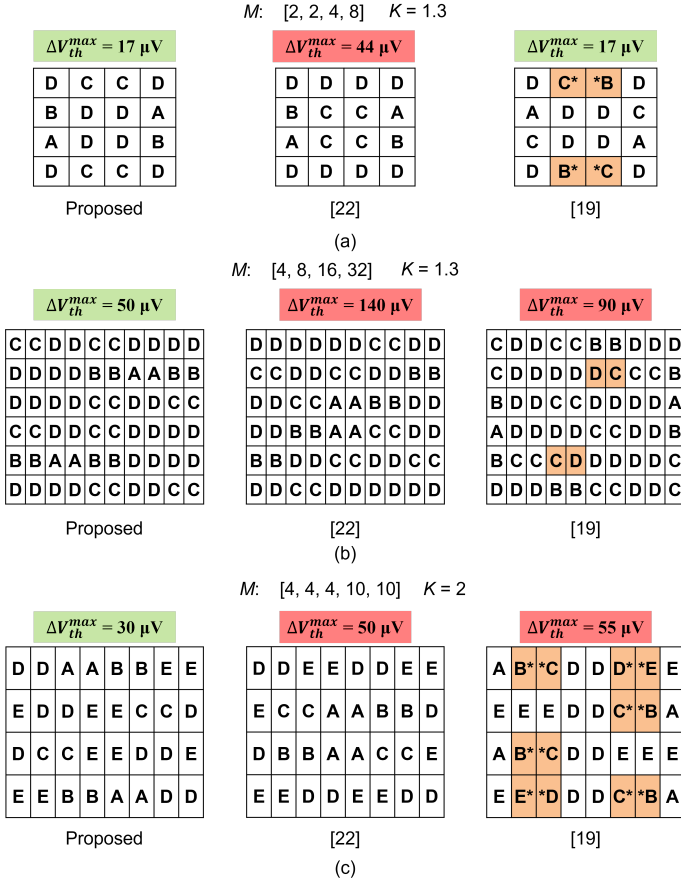 M: [2, 2, 4, 8] K = 1.3
ΔV_th^max = 17 μV ΔV_th^max = 44 μV ΔV_th^max = 17 μV
D C C D D D D D D C* *B D
B D D A B C C A A D D C
A D D B A C C B C D D A
D C C D D D D D D B* *C D
Proposed [22] [19]
(a)
M: [4, 8, 16, 32] K = 1.3
ΔV_th^max = 50 μV ΔV_th^max = 140 μV ΔV_th^max = 90 μV
C C D D C C D D D D D D D D D D C C D D C D D C C B B D D D
D D D D B B A A B B C C D D C C D D B B C D D D D D C C C B
D D D D C C D D C C D D C C A A B B D D B D D C C D D D D A
C C D D C C D D D D D D B B A A C C D D A D D D D C C D D B
B B A A B B D D D D B B D D C C D D C C B C C C D D D D D C
D D D D C C D D C C D D C C D D D D D D D D D B B C C D D C
Proposed [22] [19]
(b)
M: [4, 4, 4, 10, 10] K = 2
ΔV_th^max = 30 μV ΔV_th^max = 50 μV ΔV_th^max = 55 μV
D D A A B B E E D D E E D D E E A B* *C D D D* *E E
E D D E E C C D E C C A A B B D E E E D D C* *B A
D C C E E D D E D B B A A C C E A B* *C D D E E E
E E B B A A D D E E D D E E D D E E* *D D D C* *B A
Proposed [22] [19]
(c)